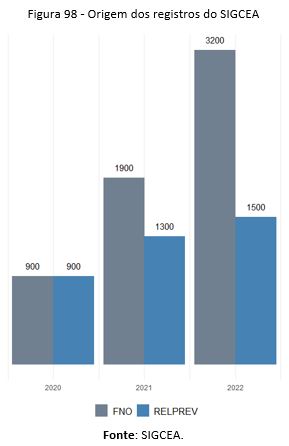 Figura 98 - Origem dos registros do SIGCEA
3200
1900
1500
1300
900
900
2020
2021
2022
FNO
RELPREV
Fonte: SIGCEA.